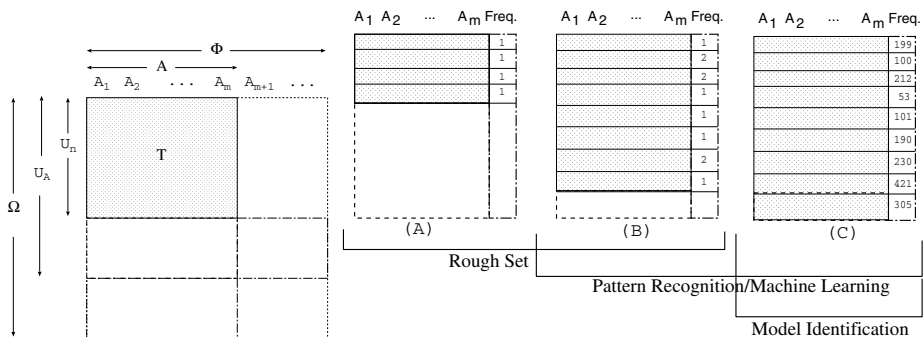 Φ
A
A1 A2 ... Am Am+1 ...
Ω
UA
Un
T
A1 A2 ... Am Freq.
1
1
1
1
(A)
A1 A2 ... Am Freq.
1
2
2
1
1
1
2
1
(B)
A1 A2 ... Am Freq.
199
100
212
53
101
190
230
421
305
(C)
Rough Set
Pattern Recognition/Machine Learning
Model Identification